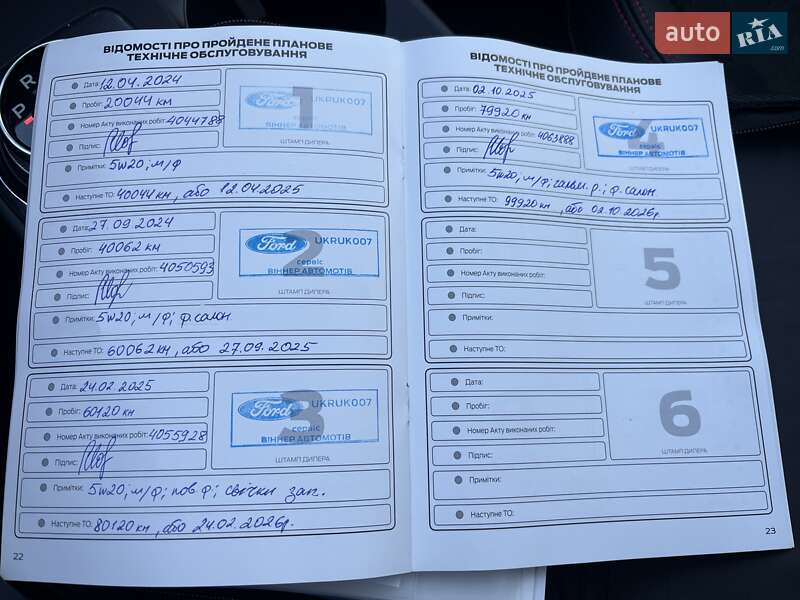 auto RIA .com
R
P
ВІДОМОСТІ ПРО ПРОЙДЕНЕ ПЛАНОВЕ
ТЕХНІЧНЕ ОБСЛУГОВУВАННЯ
Дата: 12.04.2024
Пробіг: 20044 км
Номер Акту виконаних робіт: 4044788
Підпис:
Примітки: 5w20; м/ф
Наступне ТО: 40044 км, або 12.04.2025
1
Ford UKRUK007
сервіс
ВІННЕР АВТОМОТІВ
ШТАМП ДИЛЕРА
Дата: 27.09.2024
Пробіг: 40062 км
Номер Акту виконаних робіт: 4050593
Підпис:
Примітки: 5w20; м/ф; ф.салон
Наступне ТО: 60062 км, або 27.09.2025
2
Ford UKRUK007
сервіс
ВІННЕР АВТОМОТІВ
ШТАМП ДИЛЕРА
Дата: 24.02.2025
Пробіг: 60120 км
Номер Акту виконаних робіт: 4055928
Підпис:
Примітки: 5w20; м/ф; пов.ф; свічки зап.
Наступне ТО: 80120 км, або 24.02.2026р.
3
Ford UKRUK007
сервіс
ВІННЕР АВТОМОТІВ
ШТАМП ДИЛЕРА
22
ВІДОМОСТІ ПРО ПРОЙДЕНЕ ПЛАНОВЕ
ТЕХНІЧНЕ ОБСЛУГОВУВАННЯ
Дата: 02.10.2025
Пробіг: 79920 км
Номер Акту виконаних робіт: 4063888
Підпис:
Примітки: 5w20; м/ф; гальм.р.; ф.салон
Наступне ТО: 99920 км, або 02.10.2026р.
4
Ford UKRUK007
сервіс
ВІННЕР АВТОМОТІВ
ШТАМП ДИЛЕРА
Дата:
Пробіг:
Номер Акту виконаних робіт:
Підпис:
Примітки:
Наступне ТО:
5
ШТАМП ДИЛЕРА
Дата:
Пробіг:
Номер Акту виконаних робіт:
Підпис:
Примітки:
Наступне ТО:
6
ШТАМП ДИЛЕРА
23